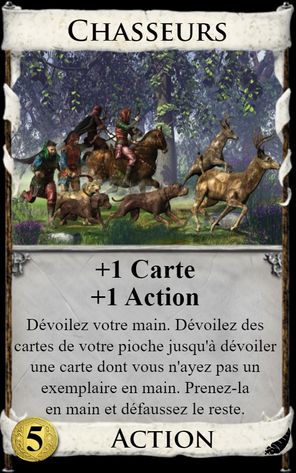 CHASSEURS
+1 Carte
+1 Action
Dévoilez votre main. Dévoilez des
cartes de votre pioche jusqu'à dévoiler
une carte dont vous n'ayez pas un
exemplaire en main. Prenez-la
en main et défaussez le reste.
5
ACTION